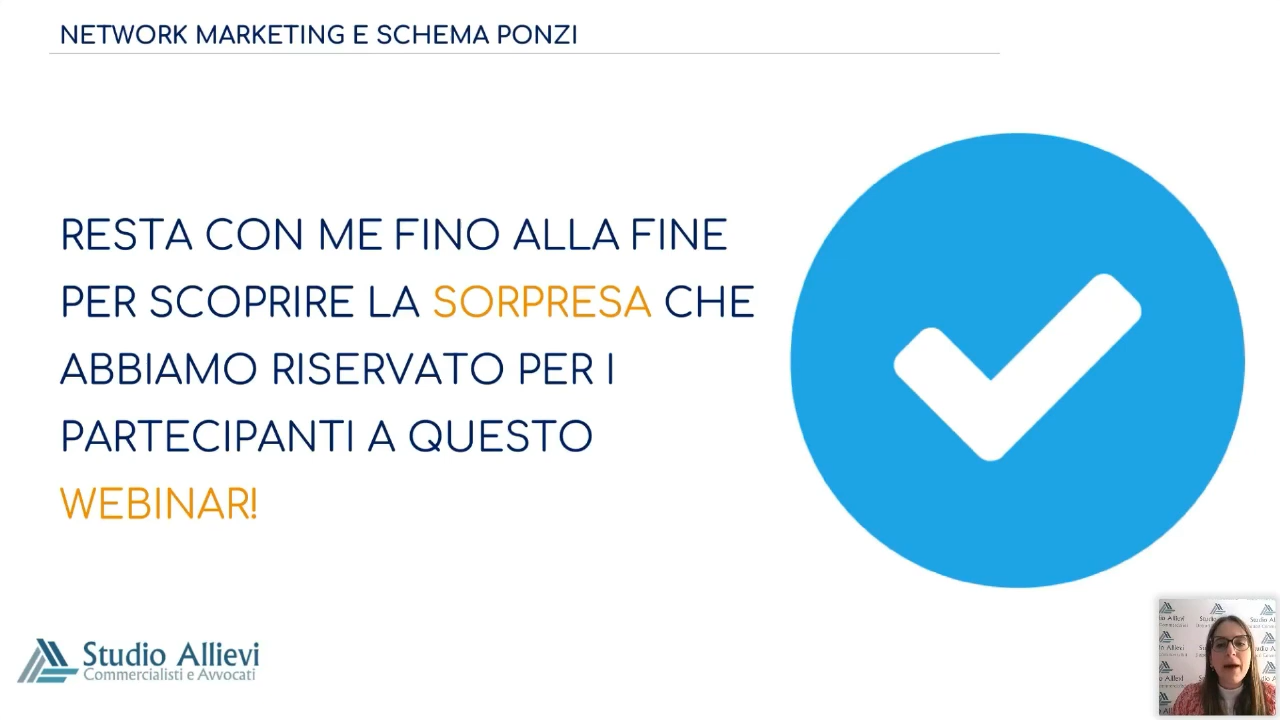 NETWORK MARKETING E SCHEMA PONZI
RESTA CON ME FINO ALLA FINE
PER SCOPRIRE LA SORPRESA CHE
ABBIAMO RISERVATO PER I
PARTECIPANTI A QUESTO
WEBINAR!
Studio Allievi
Commercialisti e Avvocati